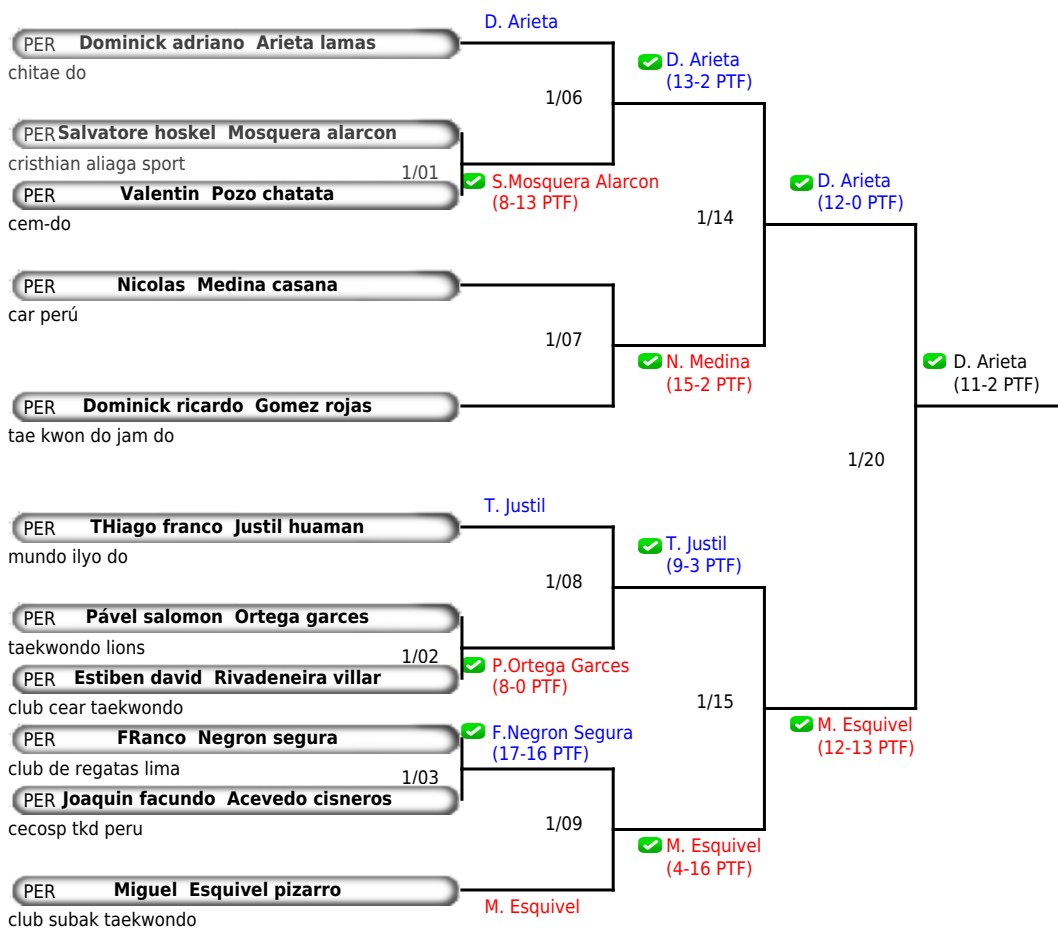 D. Arieta
PER Dominick adriano Arieta lamas
chitae do
D. Arieta
(13-2 PTF)
1/06
PER Salvatore hoskel Mosquera alarcon
cristhian aliaga sport
1/01
S.Mosquera Alarcon
(8-13 PTF)
PER Valentin Pozo chatata
cem-do
D. Arieta
(12-0 PTF)
1/14
PER Nicolas Medina casana
car perú
1/07
N. Medina
(15-2 PTF)
D. Arieta
(11-2 PTF)
PER Dominick ricardo Gomez rojas
tae kwon do jam do
1/20
T. Justil
PER THiago franco Justil huaman
mundo ilyo do
T. Justil
(9-3 PTF)
1/08
PER Pável salomon Ortega garces
taekwondo lions
1/02
P.Ortega Garces
(8-0 PTF)
PER Estiben david Rivadeneira villar
club cear taekwondo
1/15
PER FRanco Negron segura
club de regatas lima
F.Negron Segura
(17-16 PTF)
M. Esquivel
(12-13 PTF)
1/03
PER Joaquin facundo Acevedo cisneros
cecosp tkd peru
1/09
M. Esquivel
(4-16 PTF)
PER Miguel Esquivel pizarro
club subak taekwondo
M. Esquivel